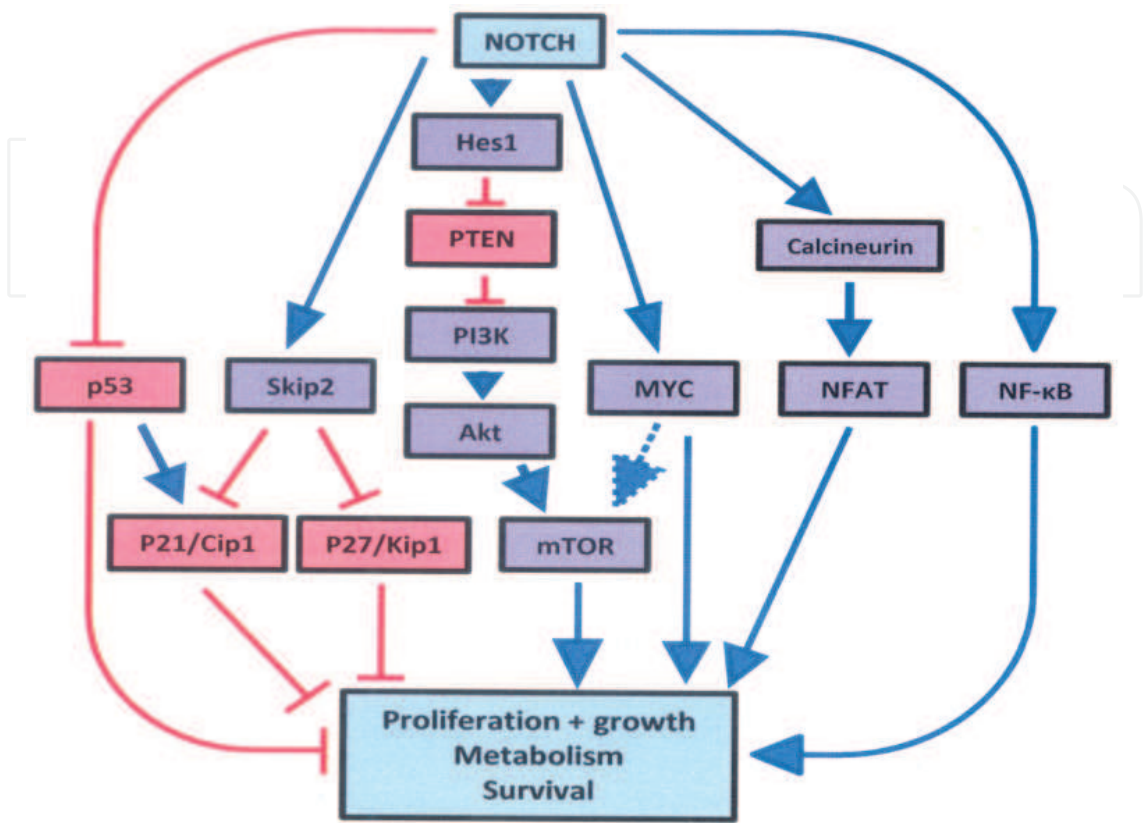 NOTCH
Hes1
PTEN
Calcineurin
PI3K
p53
Skip2
MYC
NFAT
NF-κB
Akt
P21/Cip1
P27/Kip1
mTOR
Proliferation + growth
Metabolism
Survival